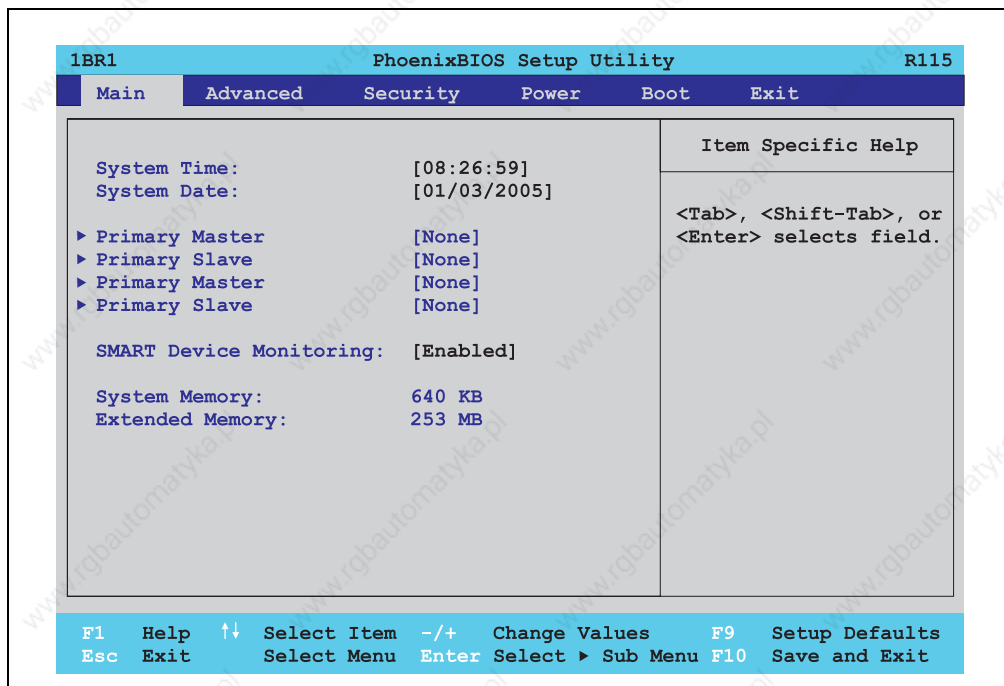 1BR1 PhoenixBIOS Setup Utility R115
Main Advanced Security Power Boot Exit
Item Specific Help
System Time: [08:26:59]
System Date: [01/03/2005]
<Tab>, <Shift-Tab>, or
<Enter> selects field.
▶ Primary Master [None]
▶ Primary Slave [None]
▶ Primary Master [None]
▶ Primary Slave [None]
SMART Device Monitoring: [Enabled]
System Memory: 640 KB
Extended Memory: 253 MB
F1 Help ↑↓ Select Item -/+ Change Values F9 Setup Defaults
Esc Exit Select Menu Enter Select ▶ Sub Menu F10 Save and Exit
www.rgbautomatyka.pl